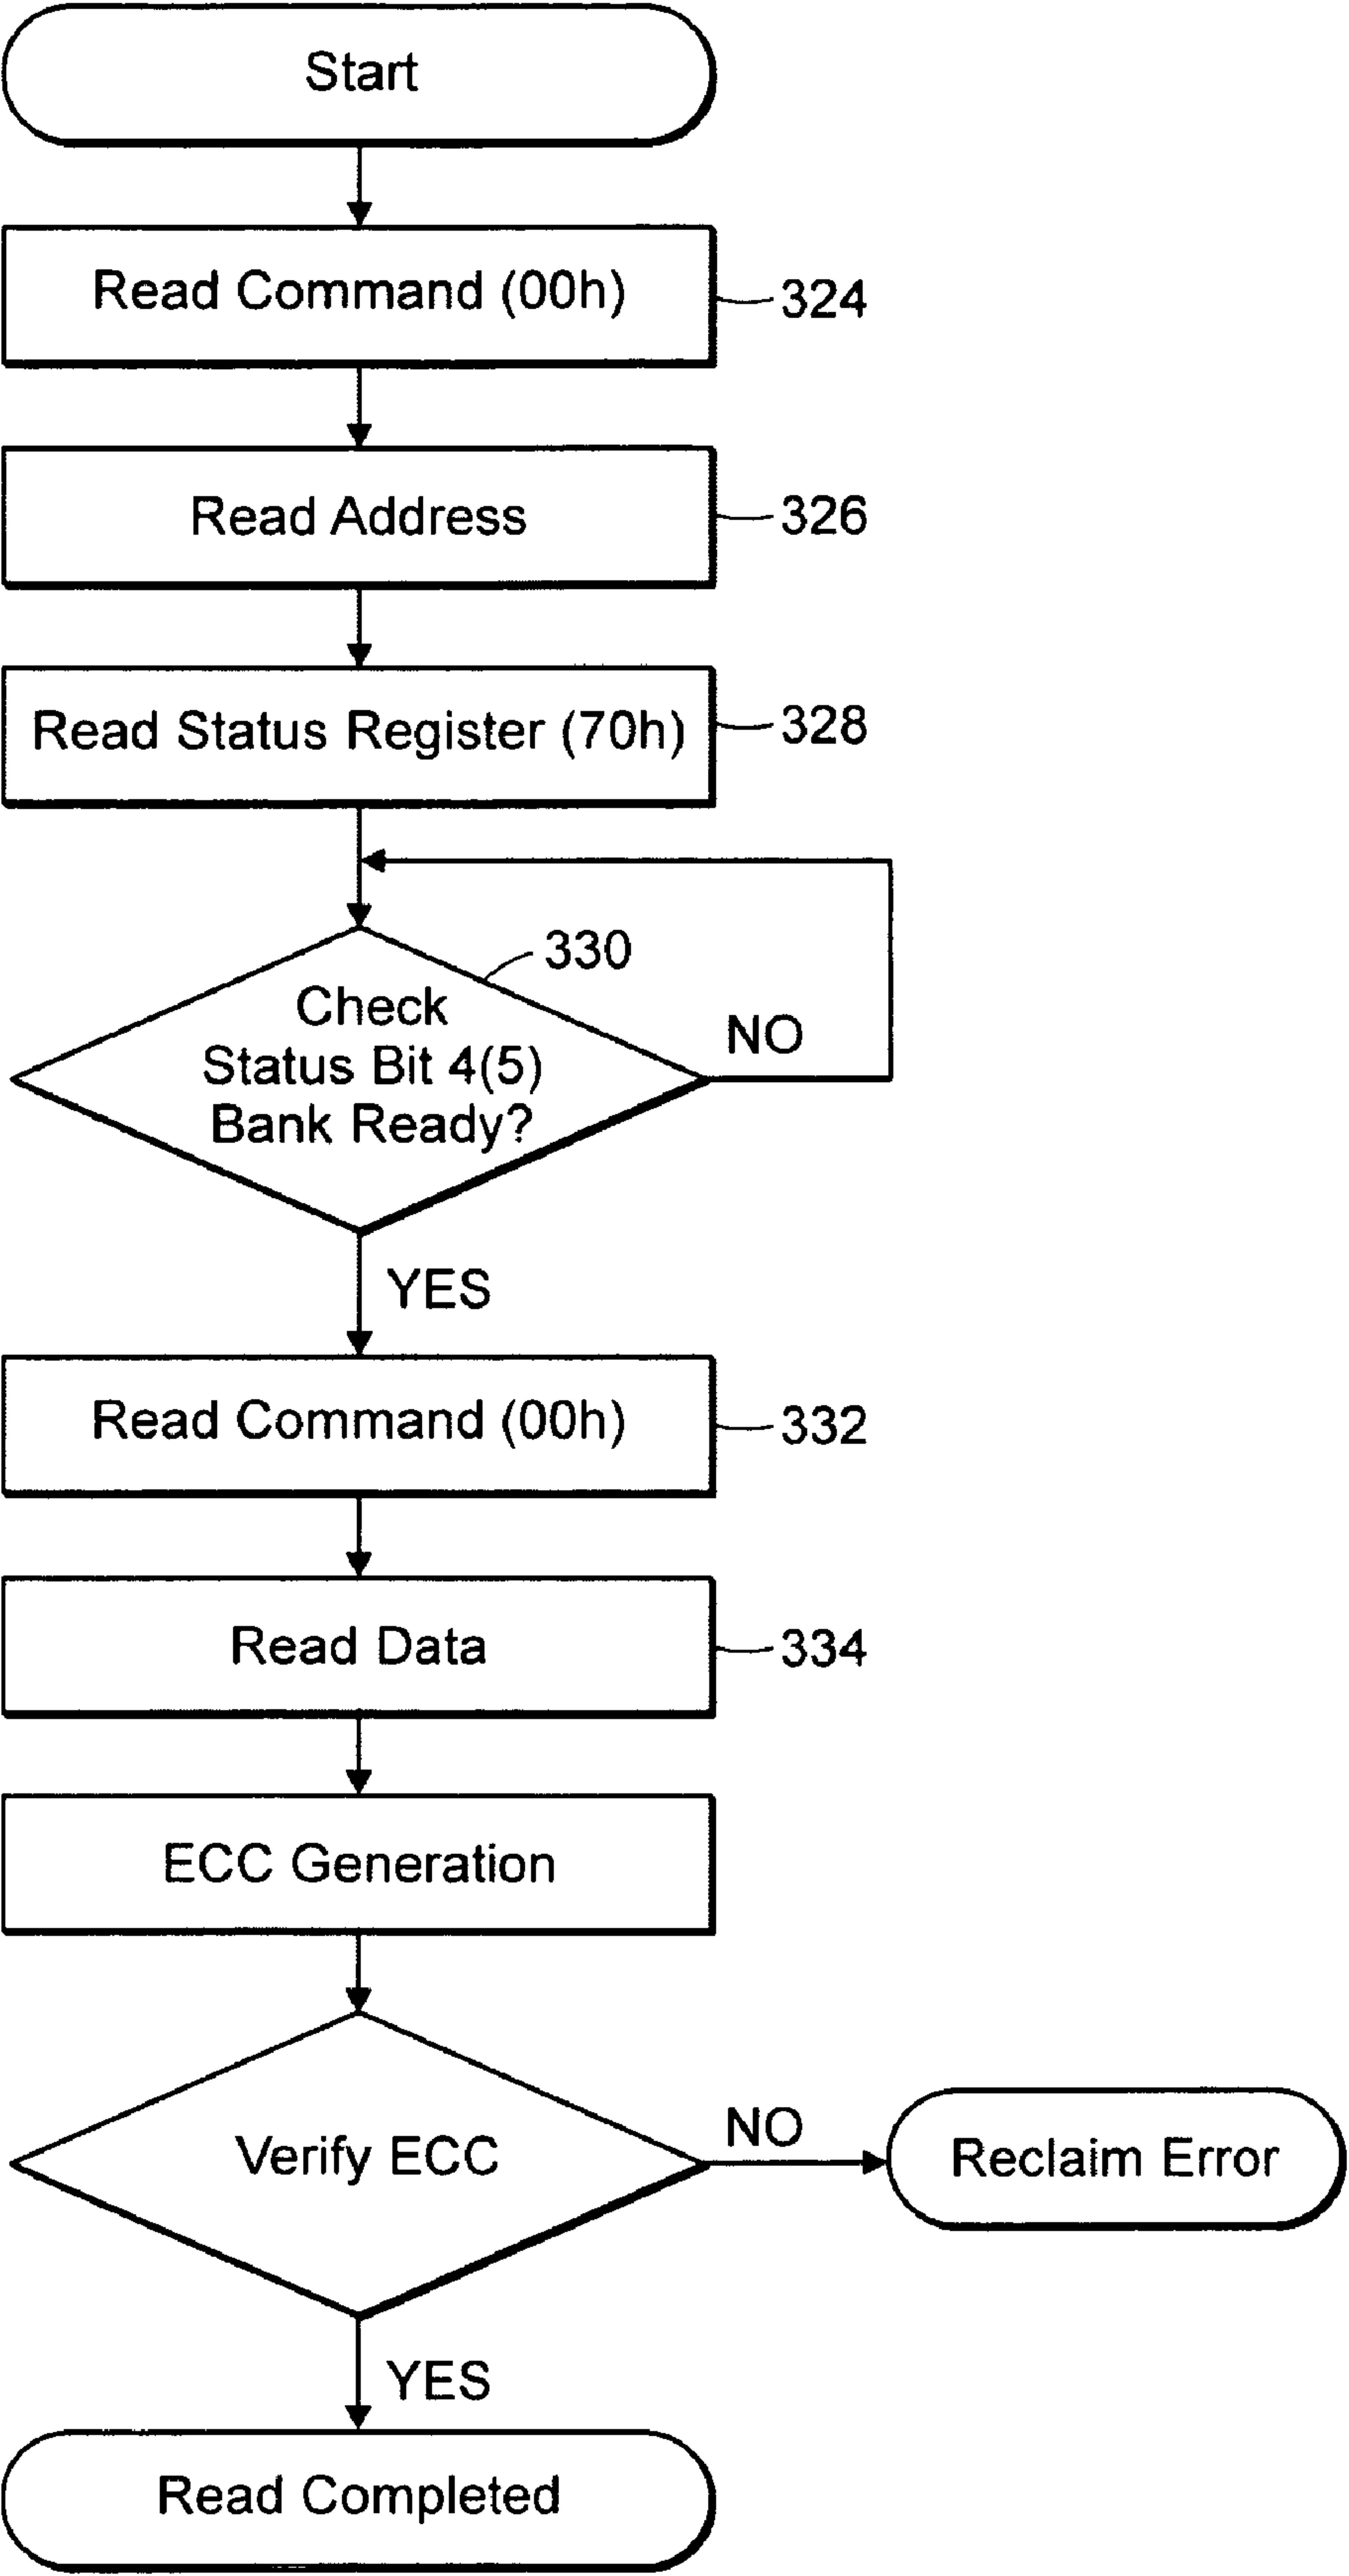 Start
Read Command (00h)
324
Read Address
326
Read Status Register (70h)
328
330
Check
Status Bit 4(5)
Bank Ready?
NO
YES
Read Command (00h)
332
Read Data
334
ECC Generation
Verify ECC
NO
Reclaim Error
YES
Read Completed